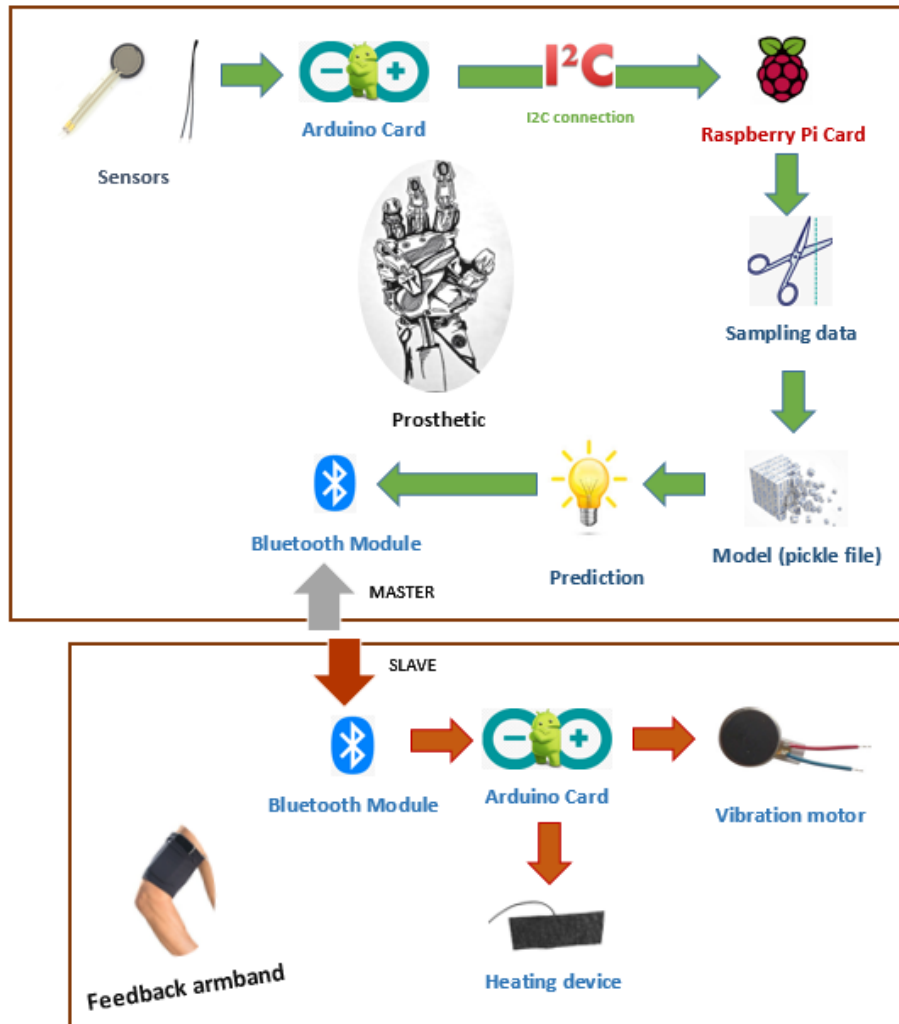 I²C
I2C connection
Arduino Card
Raspberry Pi Card
Sensors
Sampling data
Prosthetic
Bluetooth Module
Prediction
Model (pickle file)
MASTER
SLAVE
Bluetooth Module
Arduino Card
Vibration motor
Feedback armband
Heating device